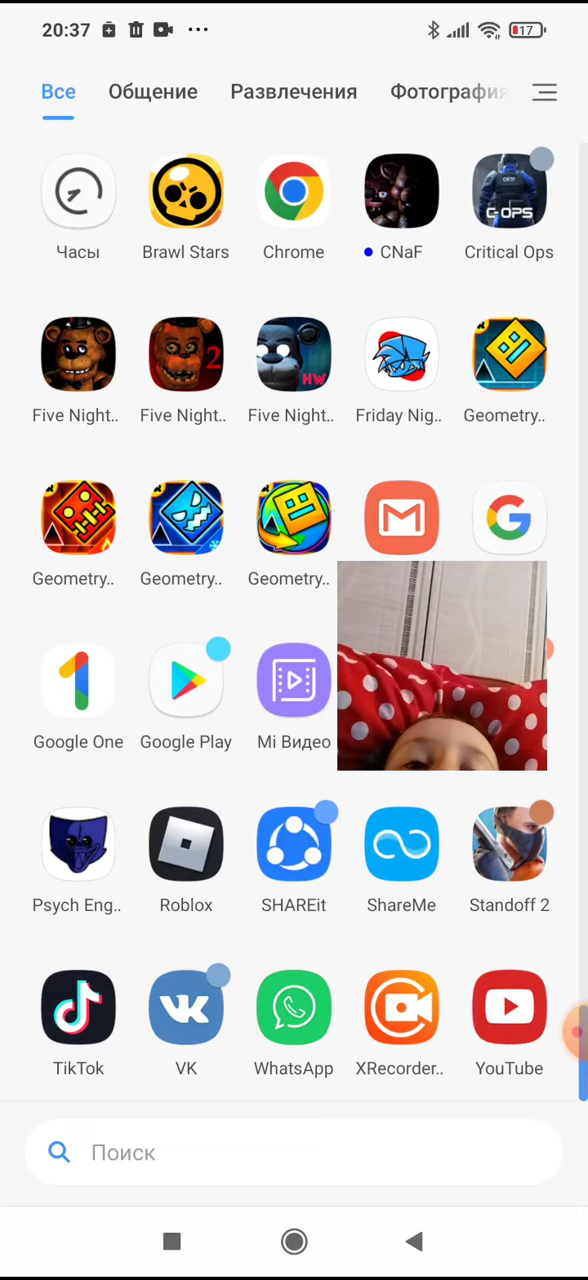 20:37
17
Все Общение Развлечения Фотография
C-OPS
Часы Brawl Stars Chrome CNaF Critical Ops
2
HW
Five Night.. Five Night.. Five Night.. Friday Nig.. Geometry..
Geometry.. Geometry.. Geometry..
Google One Google Play Mi Видео
Psych Eng.. Roblox SHAREit ShareMe Standoff 2
TikTok VK WhatsApp XRecorder.. YouTube
Поиск